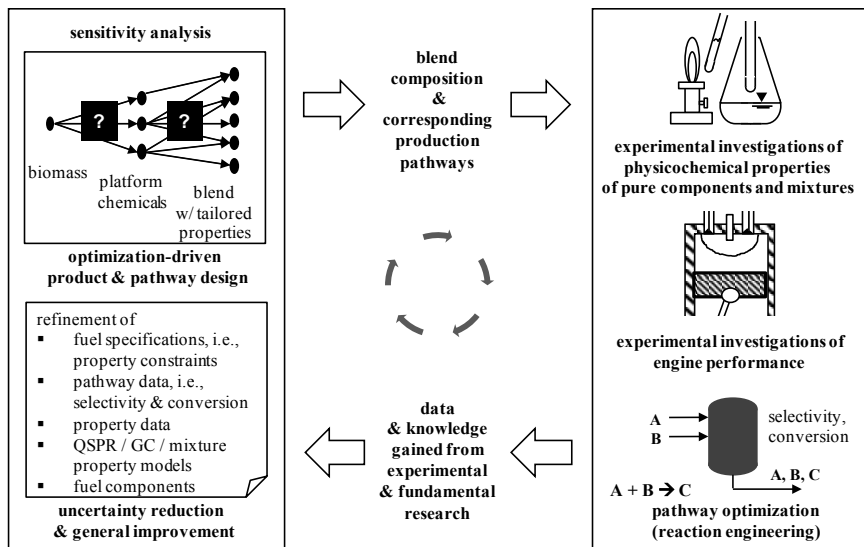 sensitivity analysis
?
?
biomass
platform
chemicals
blend
w/ tailored
properties
optimization-driven
product & pathway design
refinement of
▪ fuel specifications, i.e.,
property constraints
▪ pathway data, i.e.,
selectivity & conversion
▪ property data
▪ QSPR / GC / mixture
property models
▪ fuel components
uncertainty reduction
& general improvement
blend
composition
&
corresponding
production
pathways
data
& knowledge
gained from
experimental
& fundamental
research
experimental investigations of
physicochemical properties
of pure components and mixtures
experimental investigations of
engine performance
A
B
selectivity,
conversion
A, B, C
A + B → C
pathway optimization
(reaction engineering)